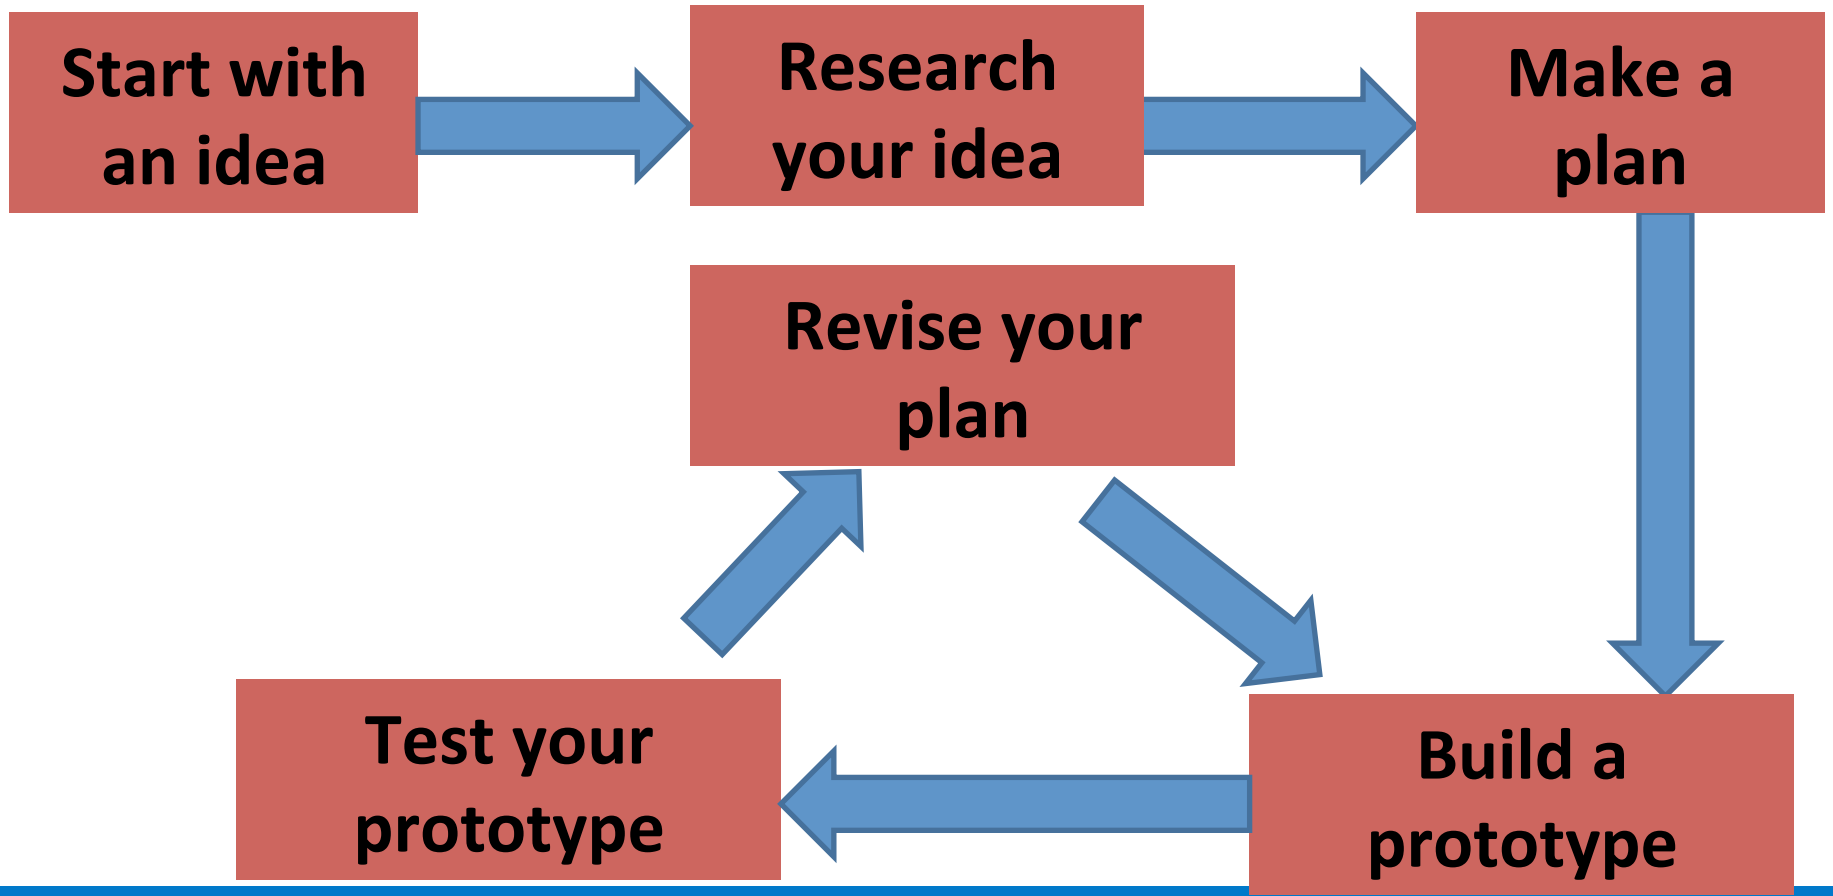 Start with
an idea
Research
your idea
Make a
plan
Revise your
plan
Test your
prototype
Build a
prototype